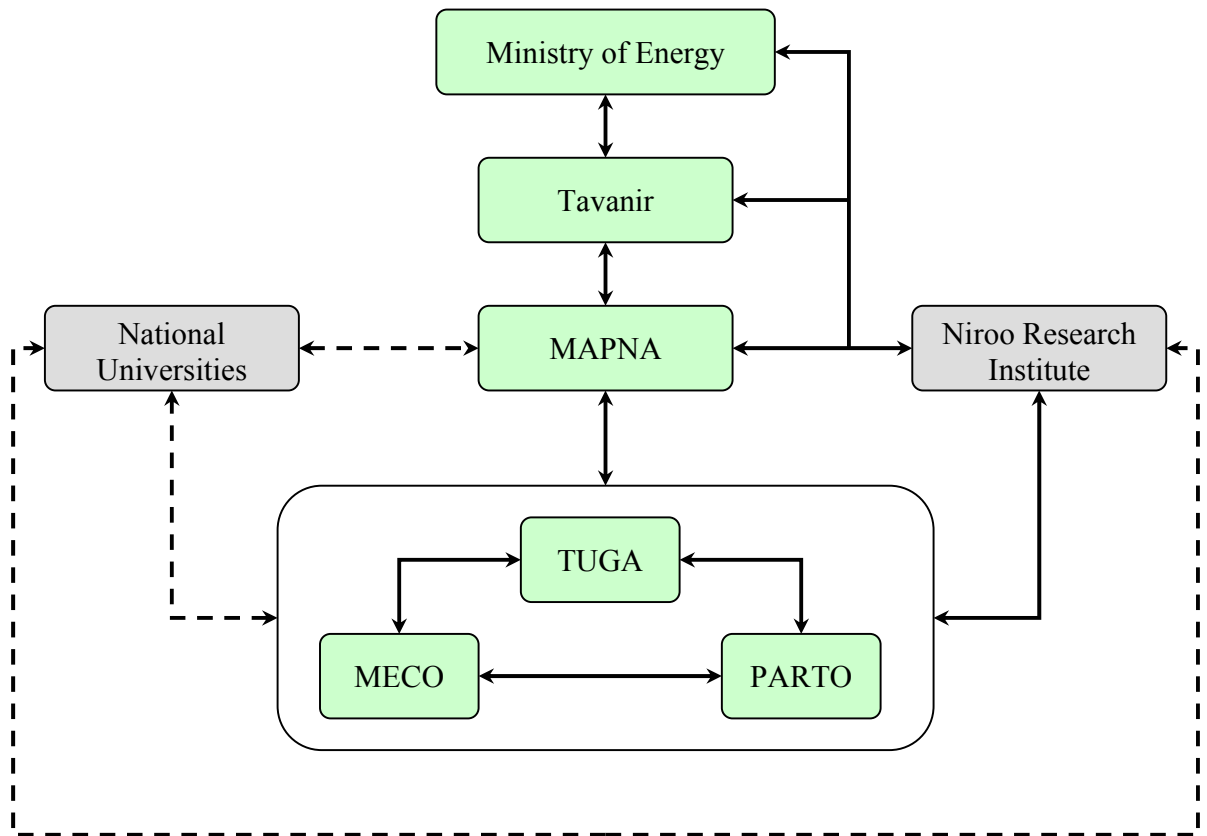 Ministry of Energy
Tavanir
National
Universities
MAPNA
Niroo Research
Institute
TUGA
MECO
PARTO